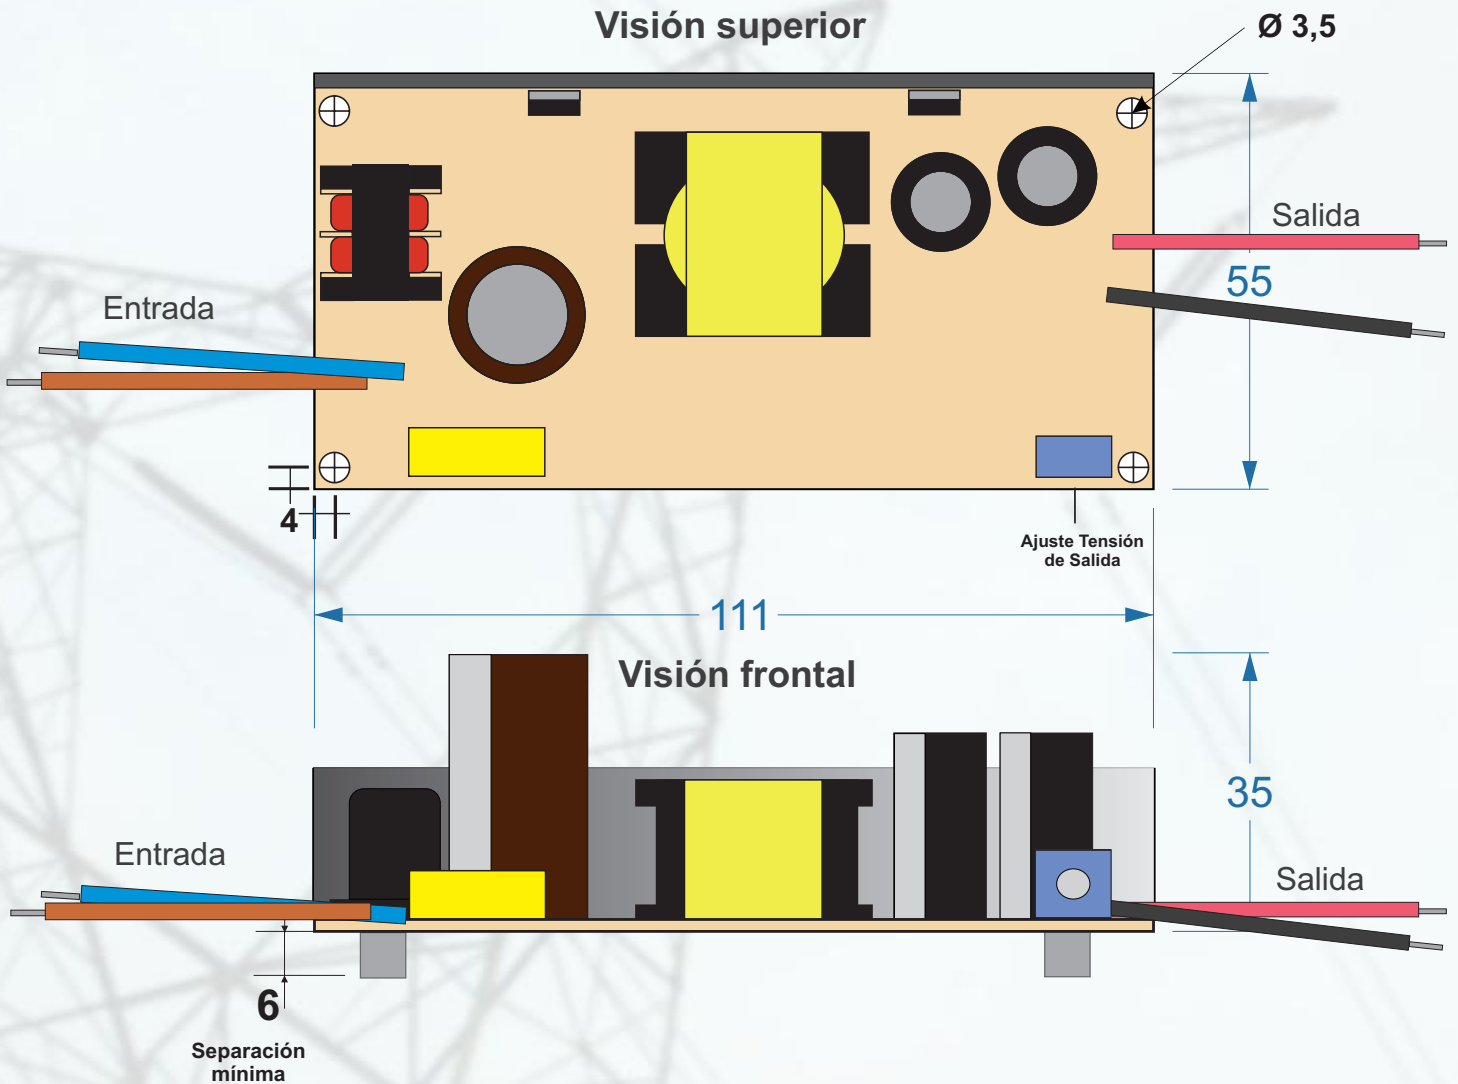 Visión superior
Ø 3,5
Salida
55
Entrada
4
Ajuste Tensión
de Salida
111
Visión frontal
35
Entrada
Salida
6
Separación
mínima